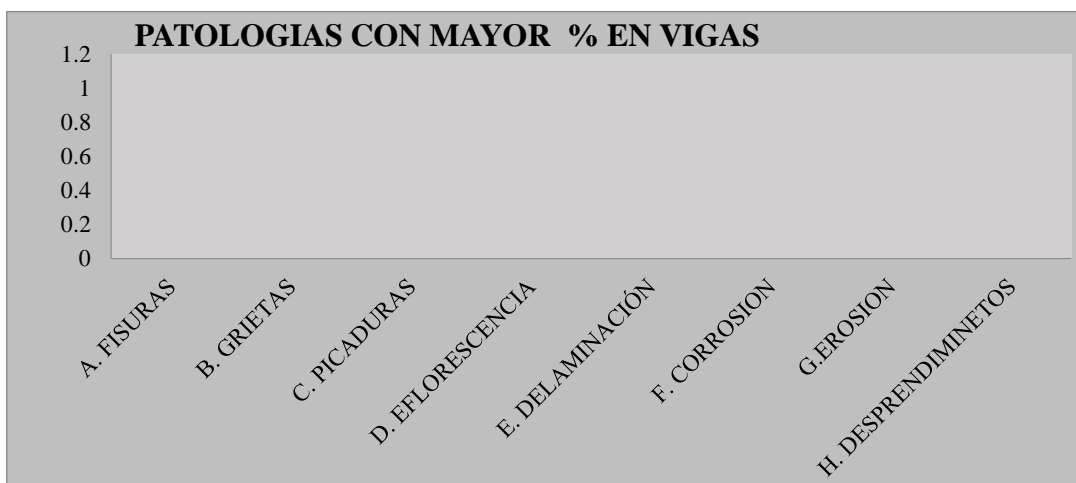 PATOLOGIAS CON MAYOR % EN VIGAS
1.2
1
0.8
0.6
0.4
0.2
0
A. FISURAS
B. GRIETAS
C. PICADURAS
D. EFLORESCENCIA
E. DELAMINACIÓN
F. CORROSION
G.EROSION
H. DESPRENDIMINETOS